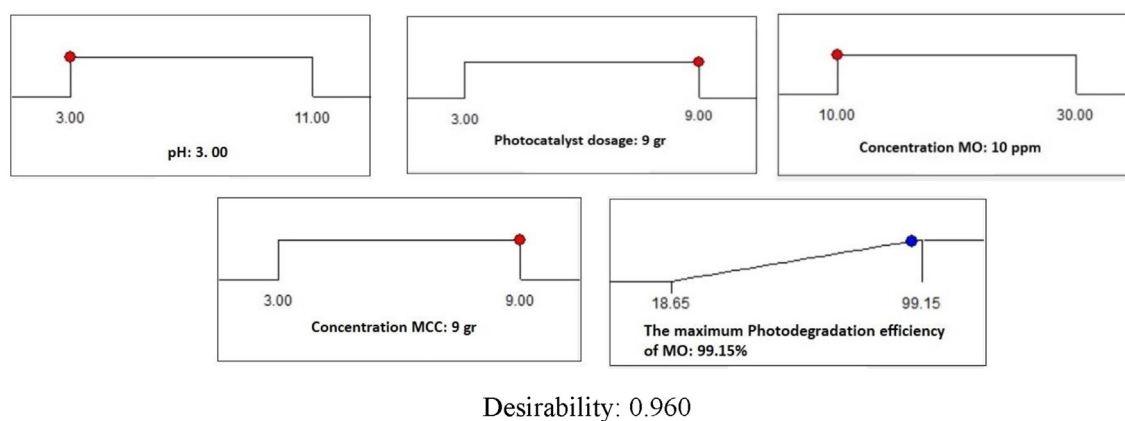 3.00 11.00
pH: 3. 00
3.00 9.00
Photocatalyst dosage: 9 gr
10.00 30.00
Concentration MO: 10 ppm
3.00 9.00
Concentration MCC: 9 gr
18.65 99.15
The maximum Photodegradation efficiency
of MO: 99.15%
Desirability: 0.960